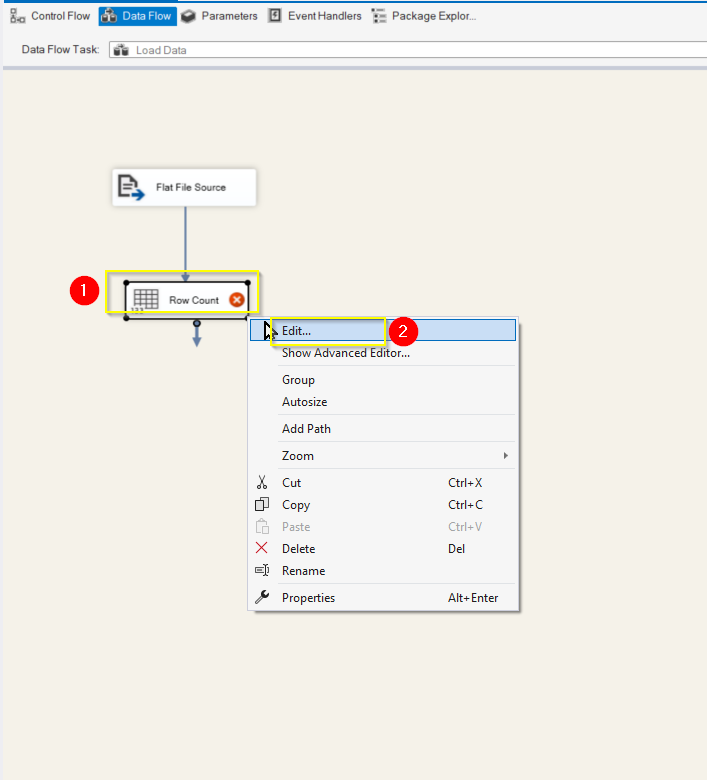 Control Flow Data Flow Parameters Event Handlers Package Explor...
Data Flow Task: Load Data
Flat File Source
1
Row Count
123
Edit... 2
Show Advanced Editor...
Group
Autosize
Add Path
Zoom
Cut Ctrl+X
Copy Ctrl+C
Paste Ctrl+V
Delete Del
Rename
Properties Alt+Enter